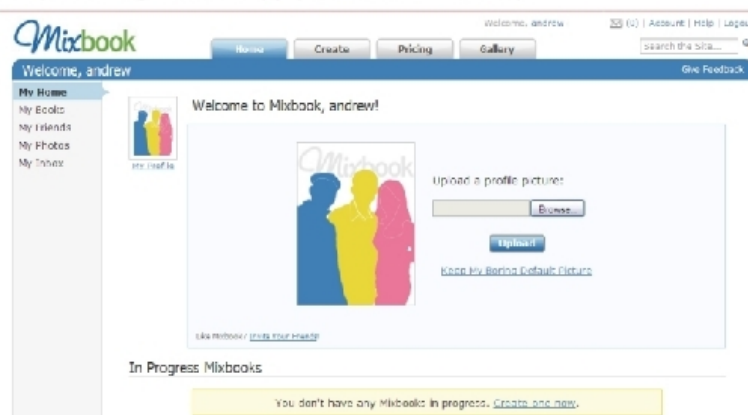 Mixbook
Welcome, andrew
(0) | Account | Help | Logout
Home
Create
Pricing
Gallery
Search the Site...
Welcome, andrew
Give Feedback
My Home
My Books
My Friends
My Photos
My Inbox
My Profile
Welcome to Mixbook, andrew!
Mixbook
Upload a profile picture:
Browse...
Upload
Keep My Boring Default Picture
Like Mixbook? Invite Your Friends!
In Progress Mixbooks
You don't have any Mixbooks in progress. Create one now.